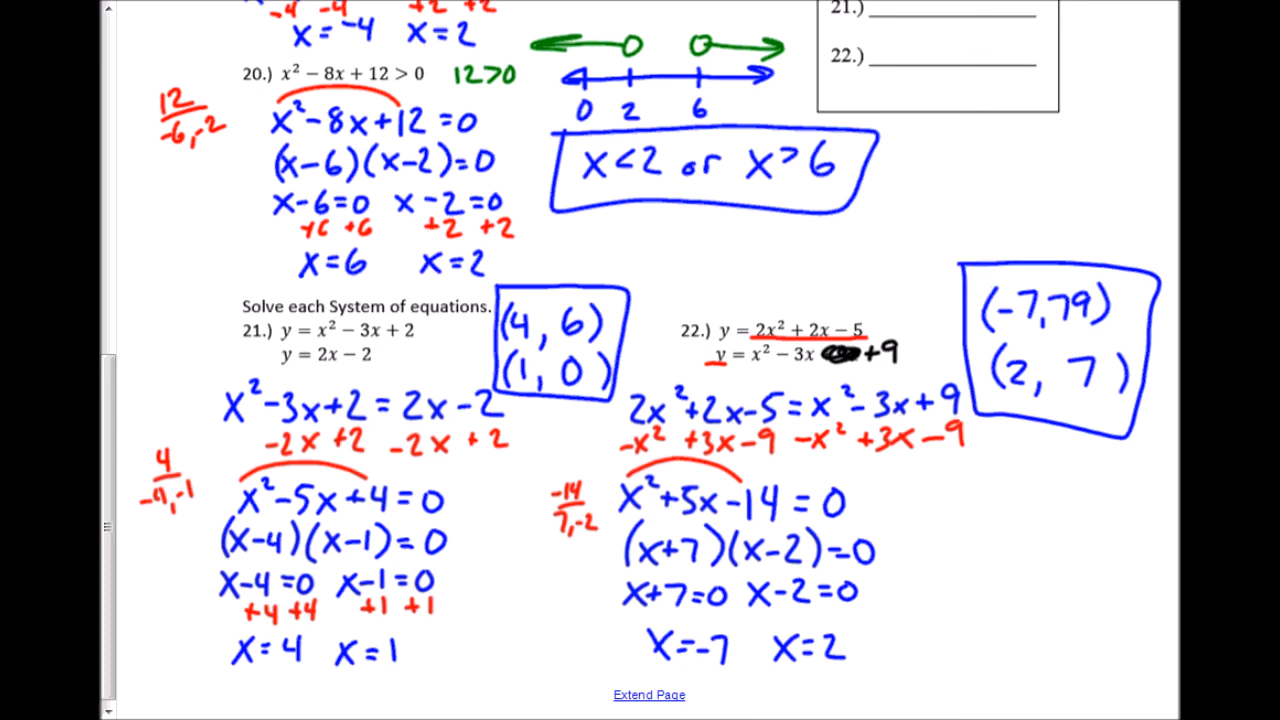 -4 -4 +2 +2
x=-4 x=2
21.) ____________________
22.) ____________________
20.) x² − 8x + 12 > 0 12>0
0 2 6
12
-6,-2
x²-8x+12=0
(x-6)(x-2)=0
x-6=0 x-2=0
+6 +6 +2 +2
x=6 x=2
x<2 or x>6
Solve each System of equations.
21.) y = x² − 3x + 2
y = 2x − 2
(4, 6)
(1, 0)
x²-3x+2=2x-2
-2x +2 -2x +2
4
-4,-1
x²-5x+4=0
(x-4)(x-1)=0
x-4=0 x-1=0
+4 +4 +1 +1
x=4 x=1
22.) y = 2x² + 2x − 5
y = x² − 3x +9
(-7,79)
(2, 7)
2x²+2x-5=x²-3x+9
-x² +3x-9 -x² +3x-9
-14
7,-2
x²+5x-14=0
(x+7)(x-2)=0
x+7=0 x-2=0
x=-7 x=2
Extend Page